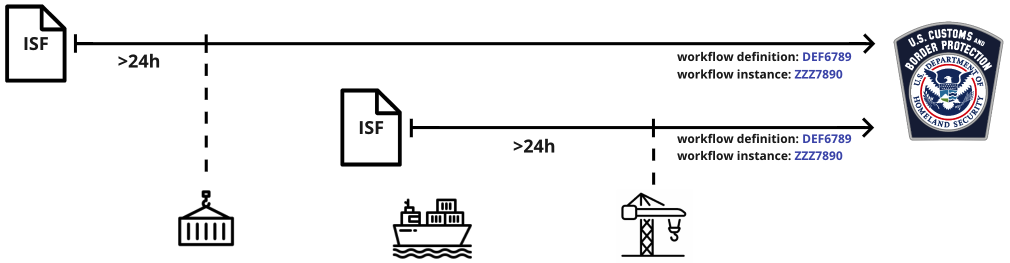 ISF
>24h
workflow definition: DEF6789
workflow instance: ZZZ7890
U.S. CUSTOMS AND
BORDER PROTECTION
U.S. DEPARTMENT OF
HOMELAND SECURITY
ISF
>24h
workflow definition: DEF6789
workflow instance: ZZZ7890